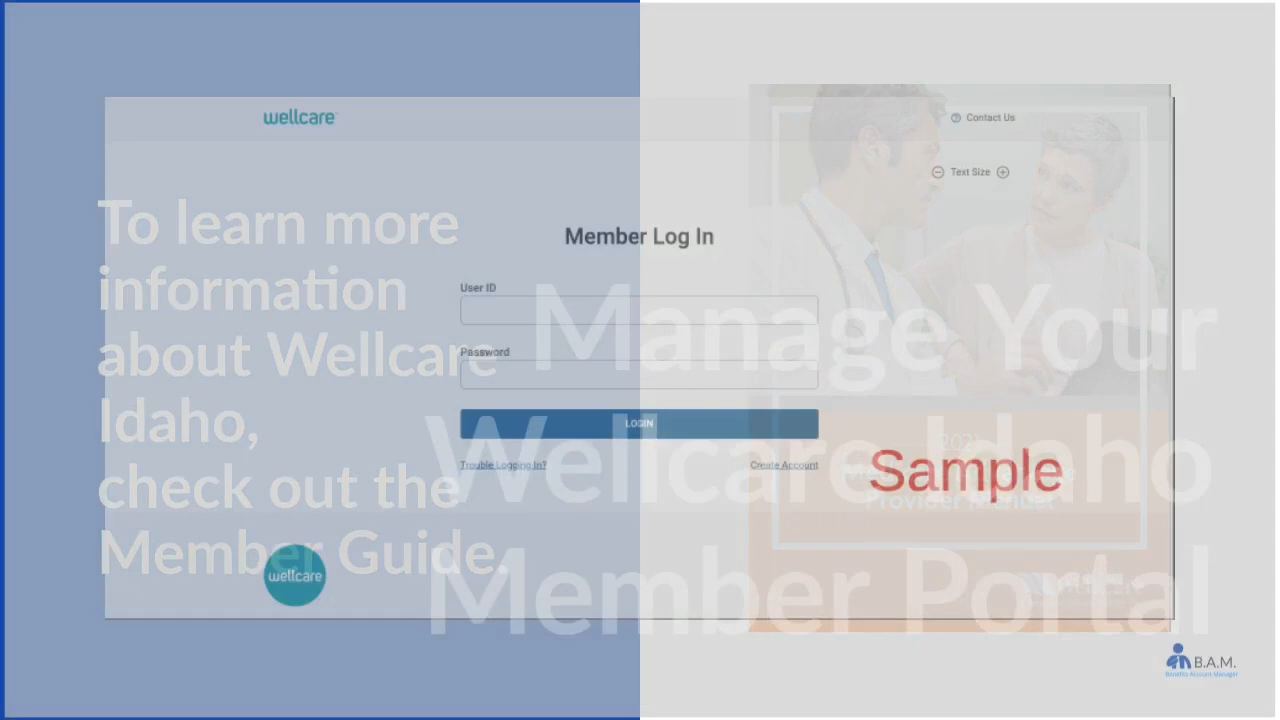 wellcare
Contact Us
Text Size
To learn more
information
about Wellcare
Idaho,
check out the
Member Guide.
Member Log In
User ID
Password
LOGIN
Trouble Logging In?
Create Account
Manage Your
Wellcare Idaho
Member Portal
Sample
Provider Manual
wellcare
B.A.M.
Benefits Account Manager